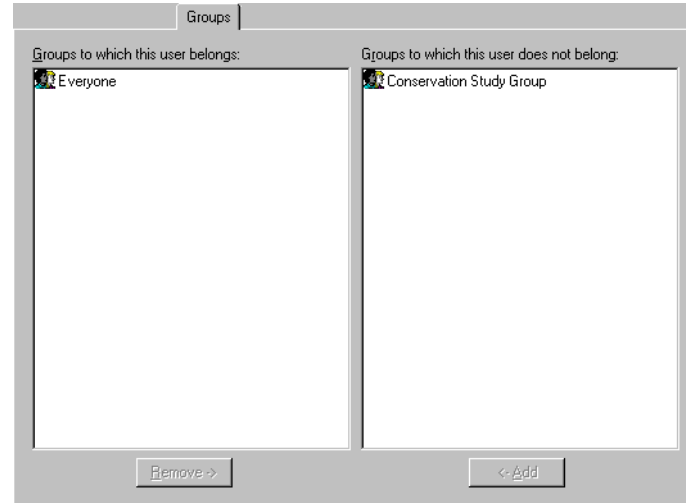 Groups
Groups to which this user belongs:
Everyone
Groups to which this user does not belong:
Conservation Study Group
Remove ->
<- Add